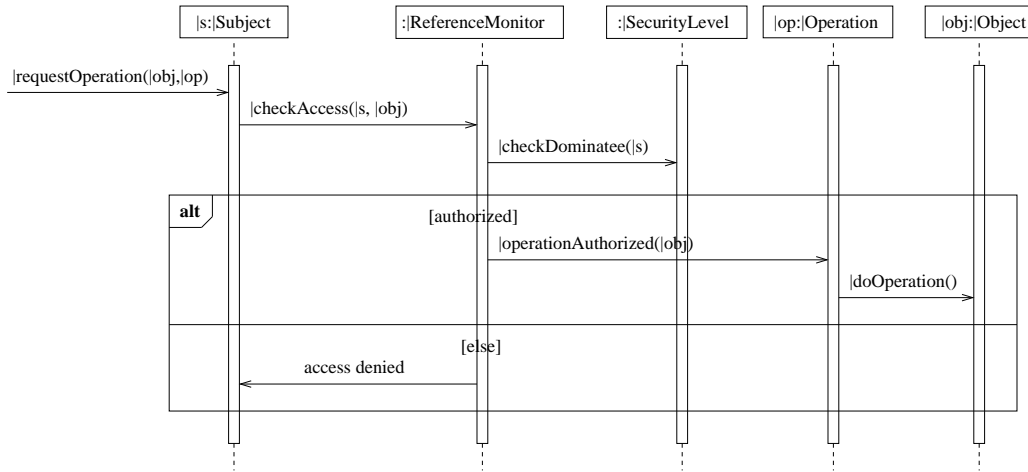 |s:|Subject
:|ReferenceMonitor
:|SecurityLevel
|op:|Operation
|obj:|Object
|requestOperation(|obj,|op)
|checkAccess(|s, |obj)
|checkDominatee(|s)
alt
[authorized]
|operationAuthorized(|obj)
|doOperation()
[else]
access denied